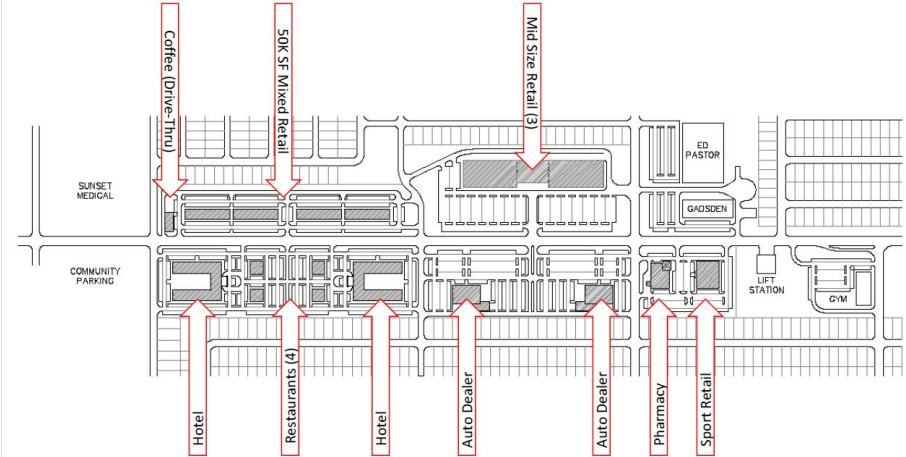 Coffee (Drive-Thru)
50K SF Mixed Retail
Mid Size Retail (3)
ED
PASTOR
SUNSET
MEDICAL
GADSDEN
COMMUNITY
PARKING
LIFT
STATION
GYM
Hotel
Restaurants (4)
Hotel
Auto Dealer
Auto Dealer
Pharmacy
Sport Retail